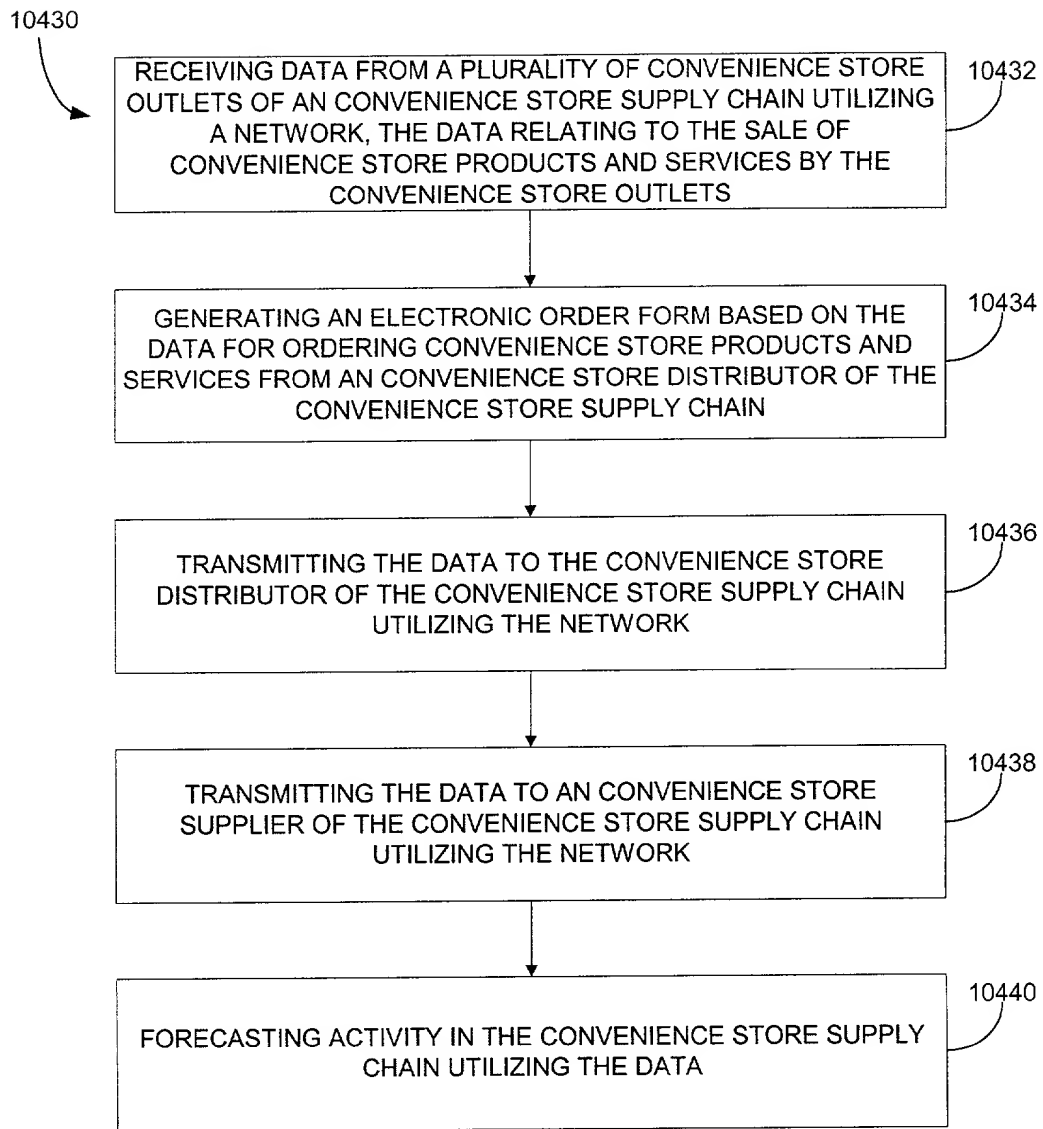 10430
RECEIVING DATA FROM A PLURALITY OF CONVENIENCE STORE
OUTLETS OF AN CONVENIENCE STORE SUPPLY CHAIN UTILIZING
A NETWORK, THE DATA RELATING TO THE SALE OF
CONVENIENCE STORE PRODUCTS AND SERVICES BY THE
CONVENIENCE STORE OUTLETS
10432
GENERATING AN ELECTRONIC ORDER FORM BASED ON THE
DATA FOR ORDERING CONVENIENCE STORE PRODUCTS AND
SERVICES FROM AN CONVENIENCE STORE DISTRIBUTOR OF THE
CONVENIENCE STORE SUPPLY CHAIN
10434
TRANSMITTING THE DATA TO THE CONVENIENCE STORE
DISTRIBUTOR OF THE CONVENIENCE STORE SUPPLY CHAIN
UTILIZING THE NETWORK
10436
TRANSMITTING THE DATA TO AN CONVENIENCE STORE
SUPPLIER OF THE CONVENIENCE STORE SUPPLY CHAIN
UTILIZING THE NETWORK
10438
FORECASTING ACTIVITY IN THE CONVENIENCE STORE SUPPLY
CHAIN UTILIZING THE DATA
10440